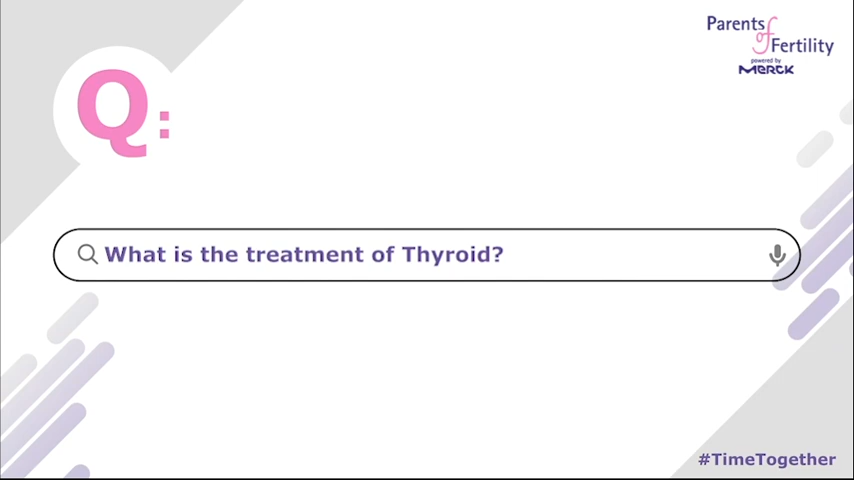 Parents of Fertility
powered by
MERCK
Q:
What is the treatment of Thyroid?
#TimeTogether